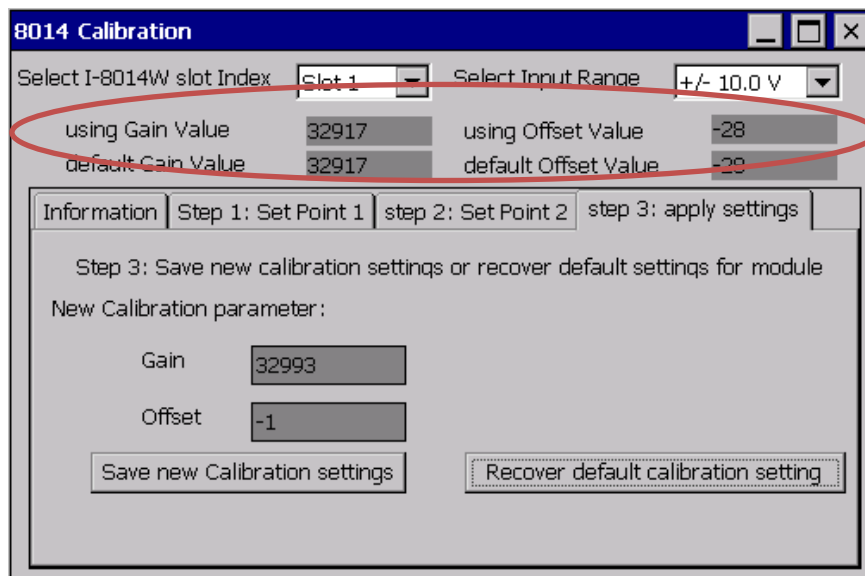 8014 Calibration
Select I-8014W slot Index Slot 1 Select Input Range +/- 10.0 V
using Gain Value 32917 using Offset Value -28
default Gain Value 32917 default Offset Value -28
Information Step 1: Set Point 1 step 2: Set Point 2 step 3: apply settings
Step 3: Save new calibration settings or recover default settings for module
New Calibration parameter:
Gain 32993
Offset -1
Save new Calibration settings Recover default calibration setting